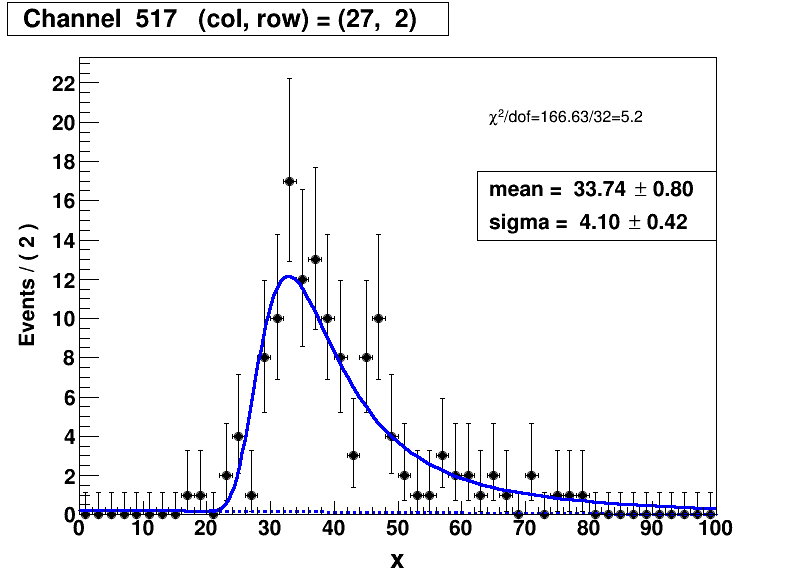 Channel 517 (col, row) = (27, 2)
χ²/dof=166.63/32=5.2
mean = 33.74 ± 0.80
sigma = 4.10 ± 0.42
Events / ( 2 )
22
20
18
16
14
12
10
8
6
4
2
0
0 10 20 30 40 50 60 70 80 90 100
x